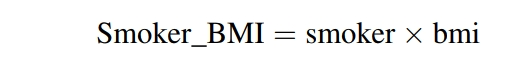 Smoker_BMI = smoker × bmi